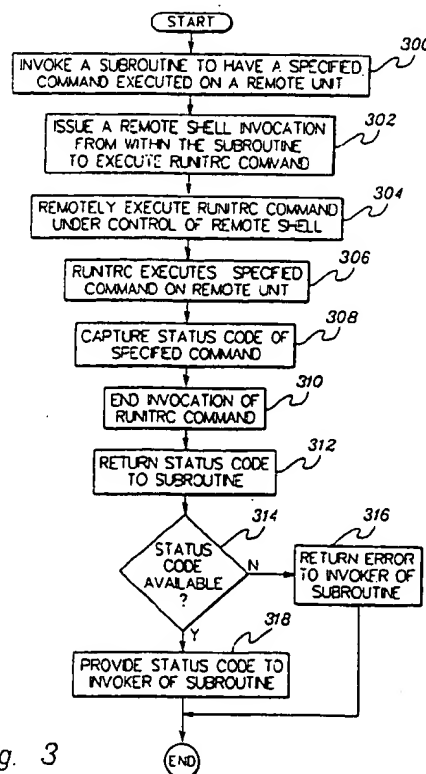 START
300
INVOKE A SUBROUTINE TO HAVE A SPECIFIED
COMMAND EXECUTED ON A REMOTE UNIT
ISSUE A REMOTE SHELL INVOCATION
FROM WITHIN THE SUBROUTINE
TO EXECUTE RUNITRC COMMAND
302
REMOTELY EXECUTE RUNITRC COMMAND
UNDER CONTROL OF REMOTE SHELL
304
RUNITRC EXECUTES SPECIFIED
COMMAND ON REMOTE UNIT
306
CAPTURE STATUS CODE OF
SPECIFIED COMMAND
308
END INVOCATION OF
RUNITRC COMMAND
310
RETURN STATUS CODE
TO SUBROUTINE
312
STATUS
CODE
AVAILABLE
?
314
N
Y
316
RETURN ERROR
TO INVOKER OF
SUBROUTINE
318
PROVIDE STATUS CODE TO
INVOKER OF SUBROUTINE
END
g. 3